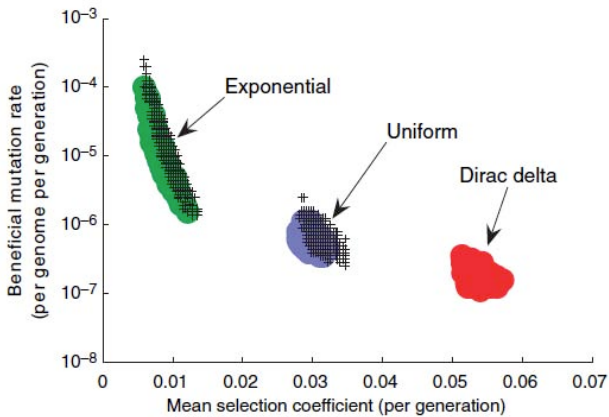 Beneficial mutation rate
(per genome per generation)
10⁻³
10⁻⁴
10⁻⁵
10⁻⁶
10⁻⁷
10⁻⁸
Exponential
Uniform
Dirac delta
0 0.01 0.02 0.03 0.04 0.05 0.06 0.07
Mean selection coefficient (per generation)